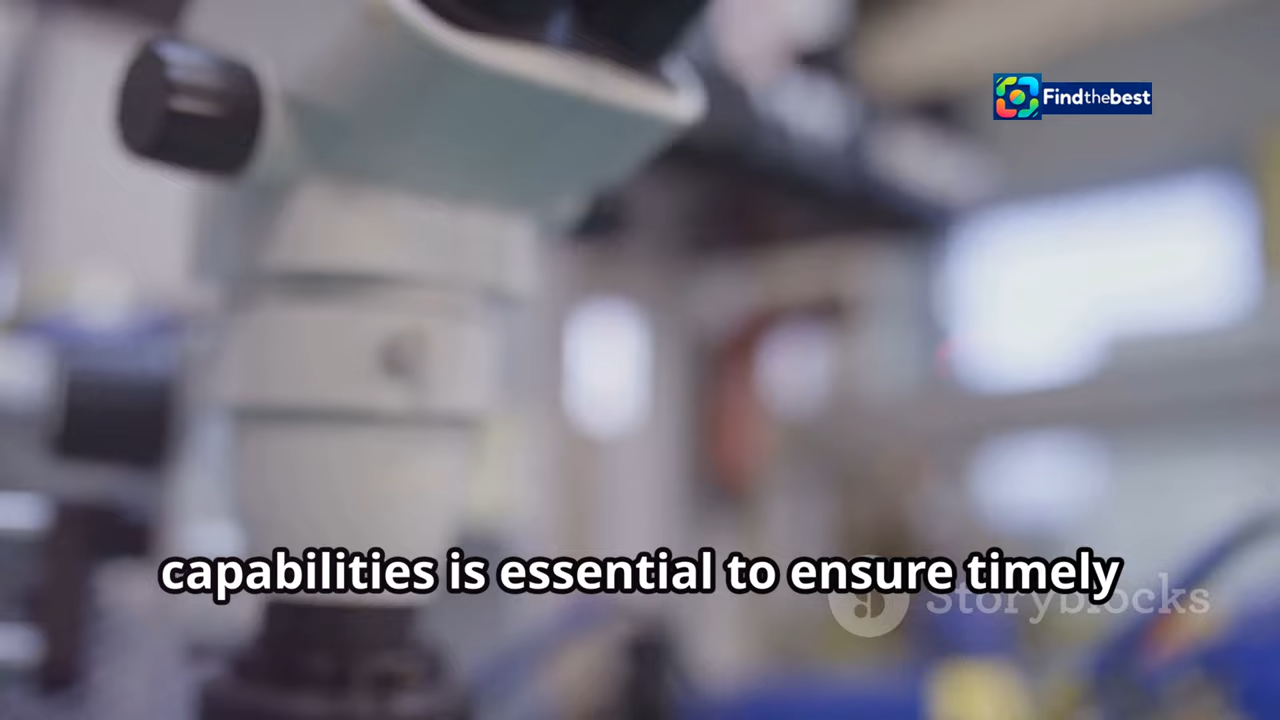 Findthebest
capabilities is essential to ensure timely
Storyblocks